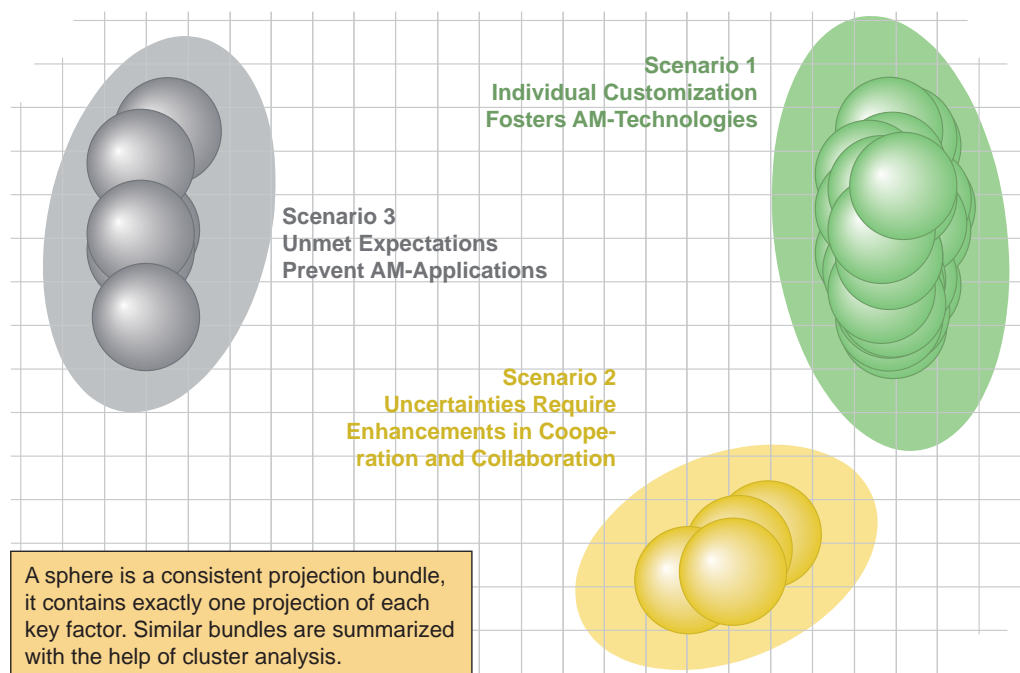 Scenario 1
Individual Customization
Fosters AM-Technologies
Scenario 3
Unmet Expectations
Prevent AM-Applications
Scenario 2
Uncertainties Require
Enhancements in Coope-
ration and Collaboration
A sphere is a consistent projection bundle,
it contains exactly one projection of each
key factor. Similar bundles are summarized
with the help of cluster analysis.